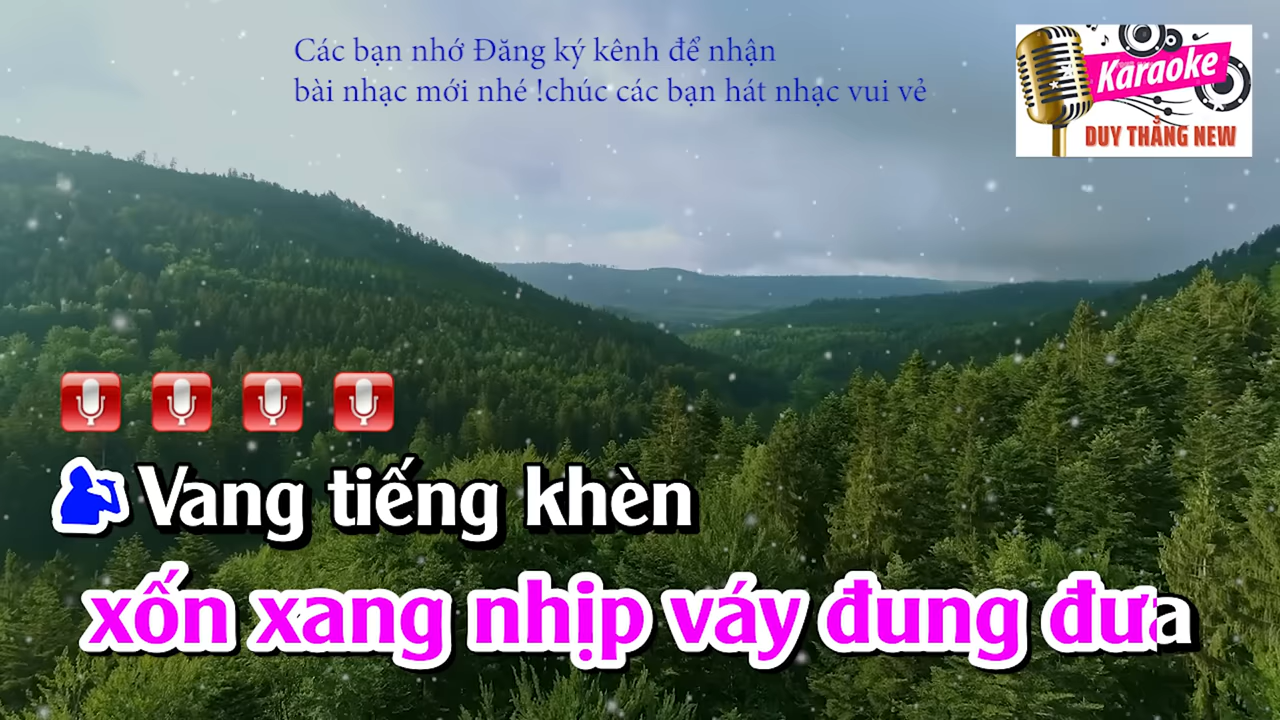 Các bạn nhớ Đăng ký kênh để nhận
bài nhạc mới nhé !chúc các bạn hát nhạc vui vẻ
Karaoke
DUY THẮNG NEW
Vang tiếng khèn
xốn xang nhịp váy đung đưa